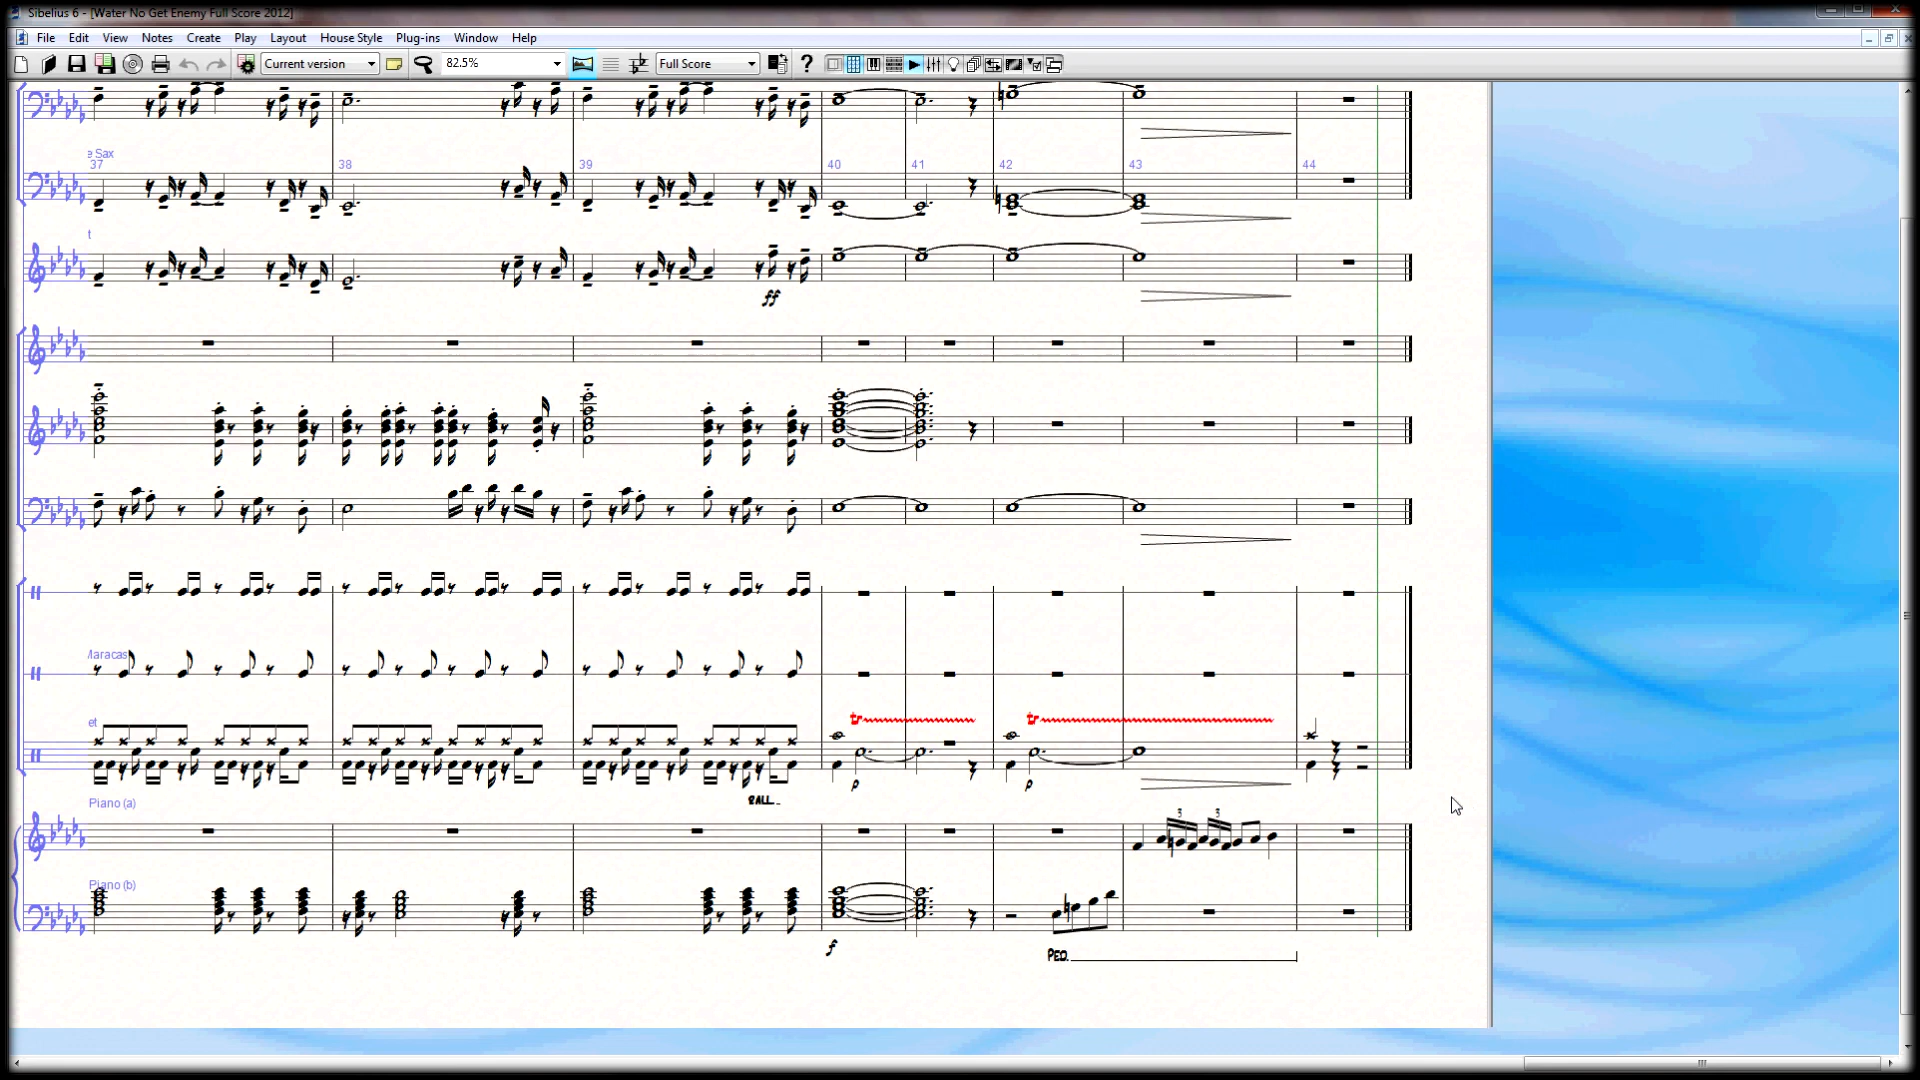 Sibelius 6 - [Water No Get Enemy Full Score 2012]
File Edit View Notes Create Play Layout House Style Plug-ins Window Help
Current version 82.5% Full Score
e Sax
37 38 39 40 41 42 43 44
t
ff
Maracas
et
tr tr
p p
RALL.
Piano (a)
3 3
Piano (b)
f
PED.